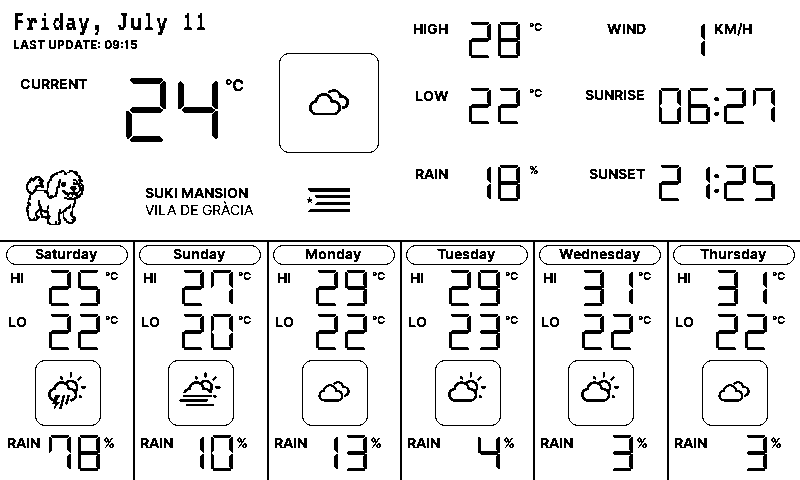 Friday, July 11
LAST UPDATE: 09:15
CURRENT 24 °C
HIGH 28 °C
WIND 1 KM/H
LOW 22 °C
SUNRISE 06:27
RAIN 18 %
SUNSET 21:25
SUKI MANSION
VILA DE GRÀCIA
Saturday
HI 25 °C
LO 22 °C
RAIN 78 %
Sunday
HI 27 °C
LO 20 °C
RAIN 10 %
Monday
HI 29 °C
LO 22 °C
RAIN 13 %
Tuesday
HI 29 °C
LO 23 °C
RAIN 4 %
Wednesday
HI 31 °C
LO 22 °C
RAIN 3 %
Thursday
HI 31 °C
LO 22 °C
RAIN 3 %